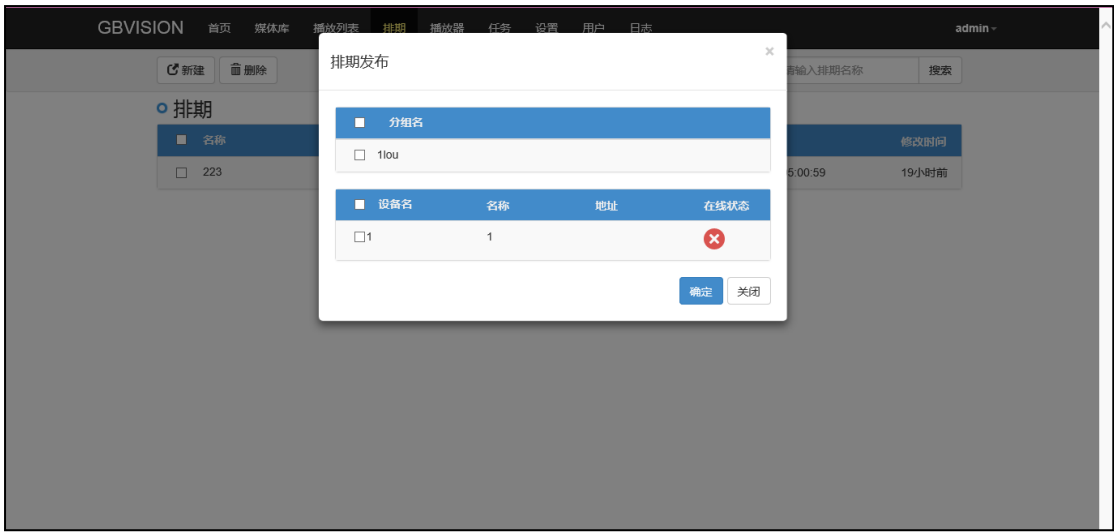 GBVISION 首页 媒体库 播放列表 排期 播放器 任务 设置 用户 日志 admin
新建 删除 请输入排期名称 搜索
排期发布 ×
排期
名称 修改时间
223 5:00:59 19小时前
分组名
1lou
设备名 名称 地址 在线状态
1 1
确定 关闭